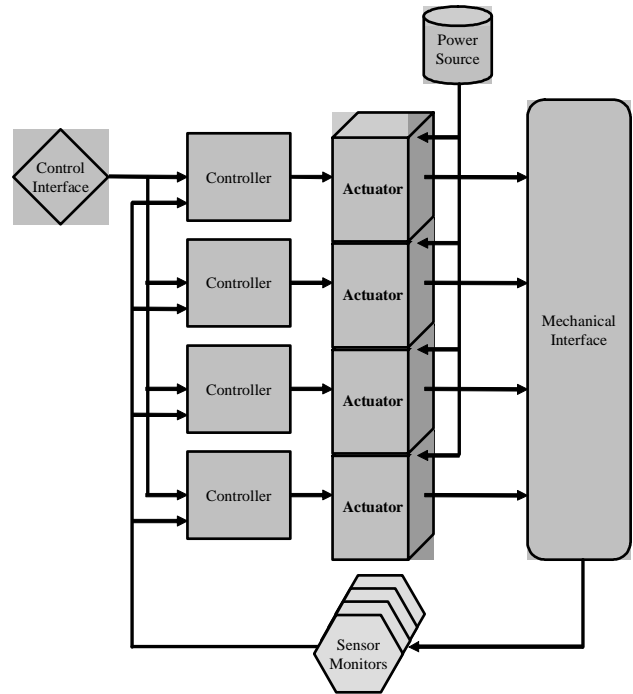 Power
Source
Control
Interface
Controller
Actuator
Controller
Actuator
Mechanical
Interface
Controller
Actuator
Controller
Actuator
Sensor
Monitors